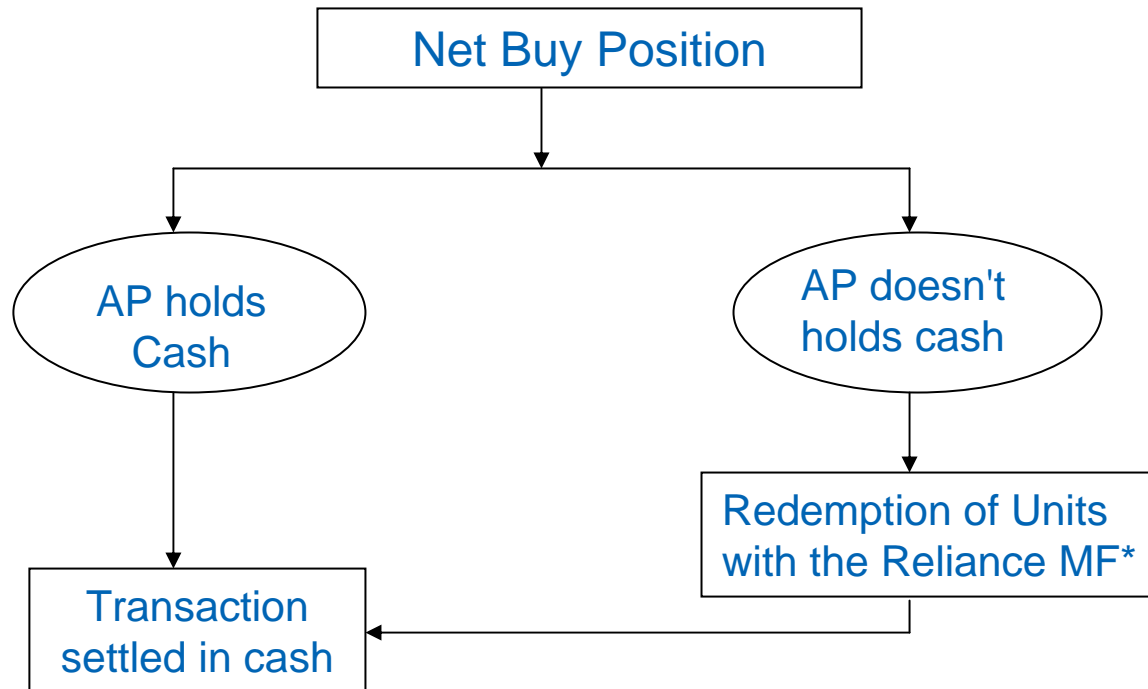 Net Buy Position
AP holds
Cash
AP doesn't
holds cash
Redemption of Units
with the Reliance MF*
Transaction
settled in cash